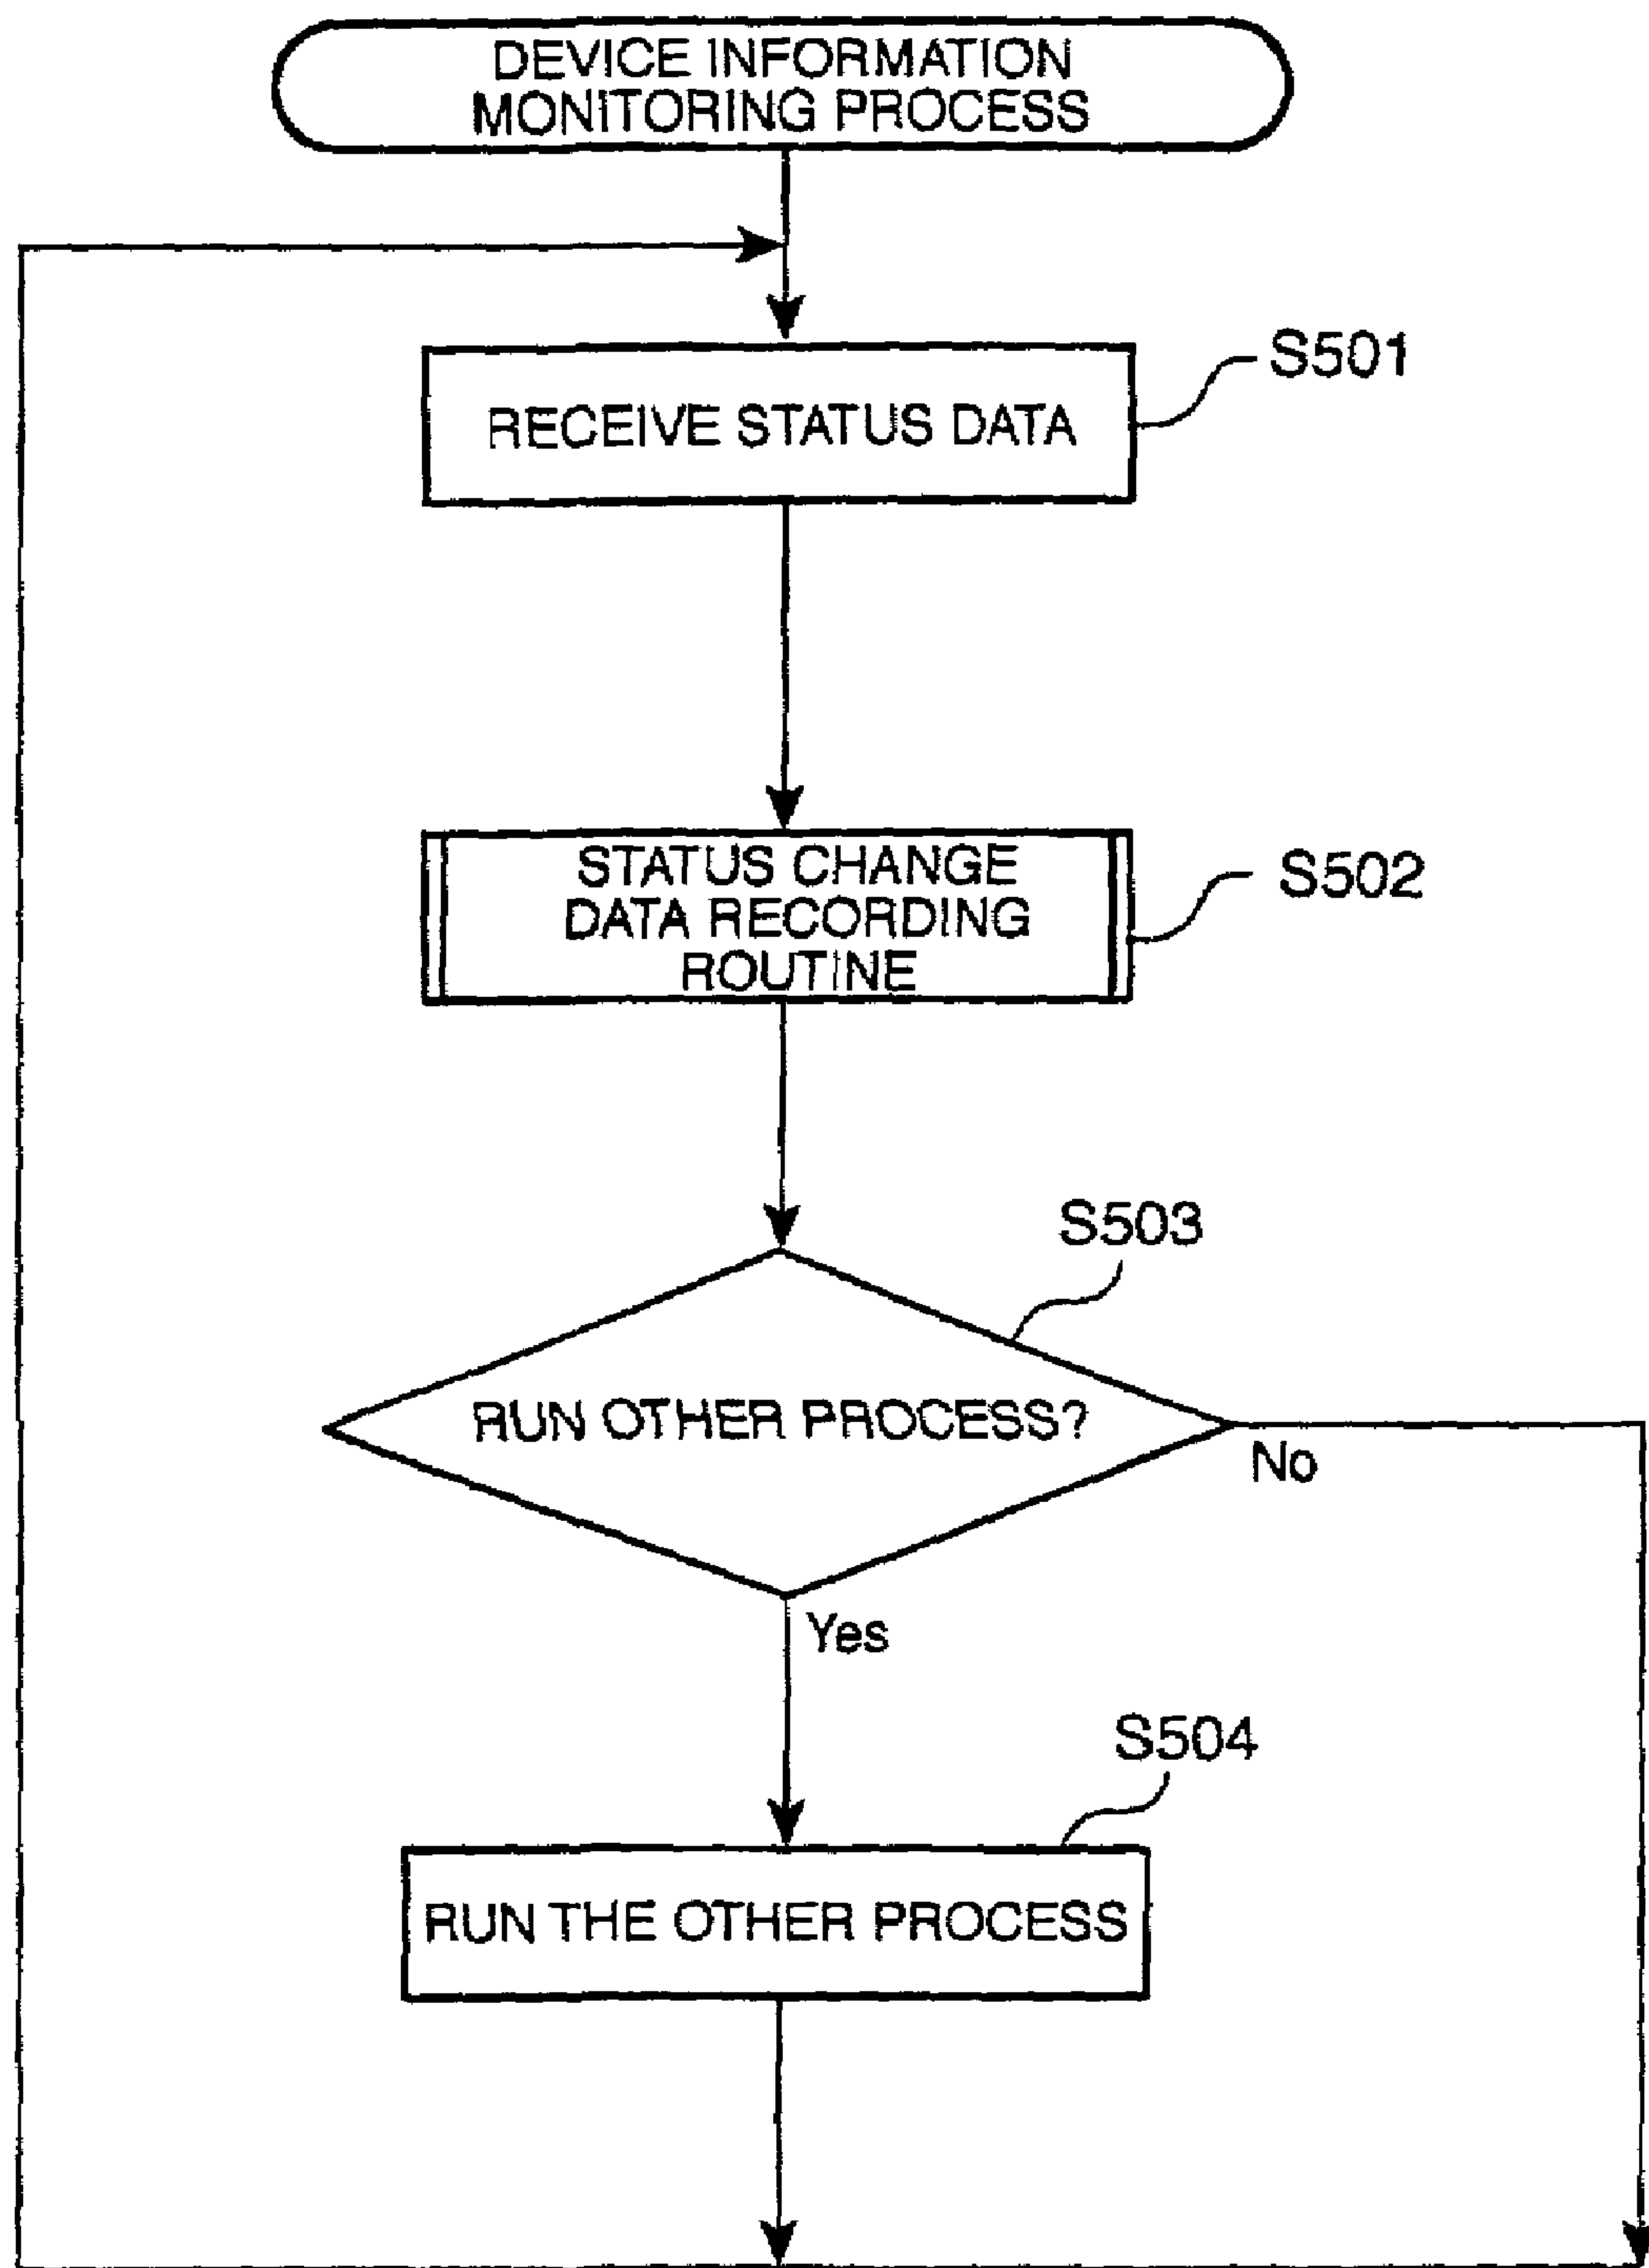 DEVICE INFORMATION
MONITORING PROCESS
RECEIVE STATUS DATA
S501
STATUS CHANGE
DATA RECORDING
ROUTINE
S502
S503
RUN OTHER PROCESS?
No
Yes
S504
RUN THE OTHER PROCESS